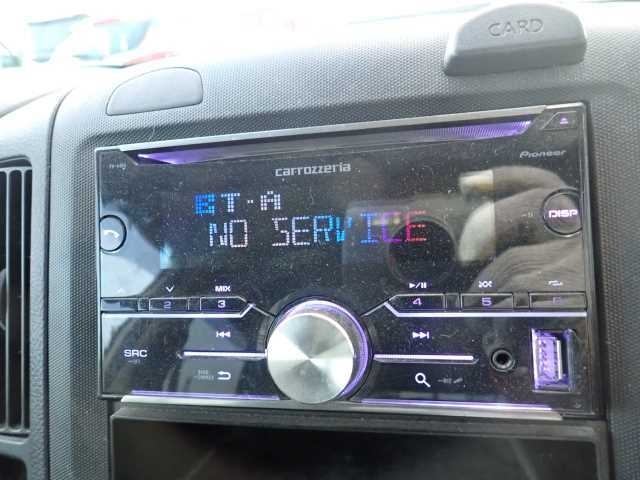 CARD
carrozzeria
Pioneer
BT-A
NO SERVICE
DISP
MIX
2
3
4
5
6
SRC